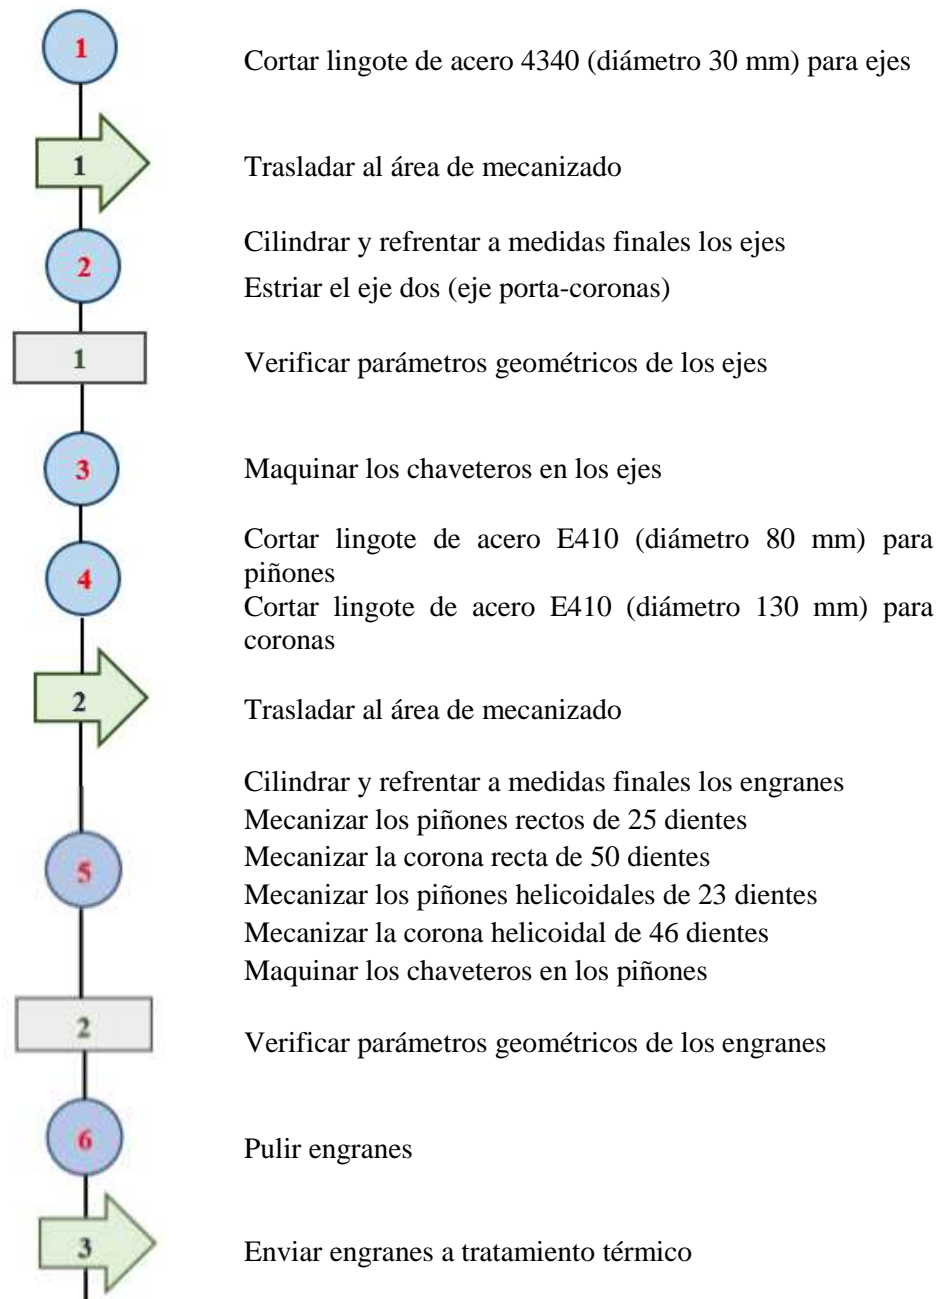 1
Cortar lingote de acero 4340 (diámetro 30 mm) para ejes
1
Trasladar al área de mecanizado
2
Cilindrar y refrentar a medidas finales los ejes
Estriar el eje dos (eje porta-coronas)
1
Verificar parámetros geométricos de los ejes
3
Maquinar los chaveteros en los ejes
4
Cortar lingote de acero E410 (diámetro 80 mm) para
piñones
Cortar lingote de acero E410 (diámetro 130 mm) para
coronas
2
Trasladar al área de mecanizado
5
Cilindrar y refrentar a medidas finales los engranes
Mecanizar los piñones rectos de 25 dientes
Mecanizar la corona recta de 50 dientes
Mecanizar los piñones helicoidales de 23 dientes
Mecanizar la corona helicoidal de 46 dientes
Maquinar los chaveteros en los piñones
2
Verificar parámetros geométricos de los engranes
6
Pulir engranes
3
Enviar engranes a tratamiento térmico